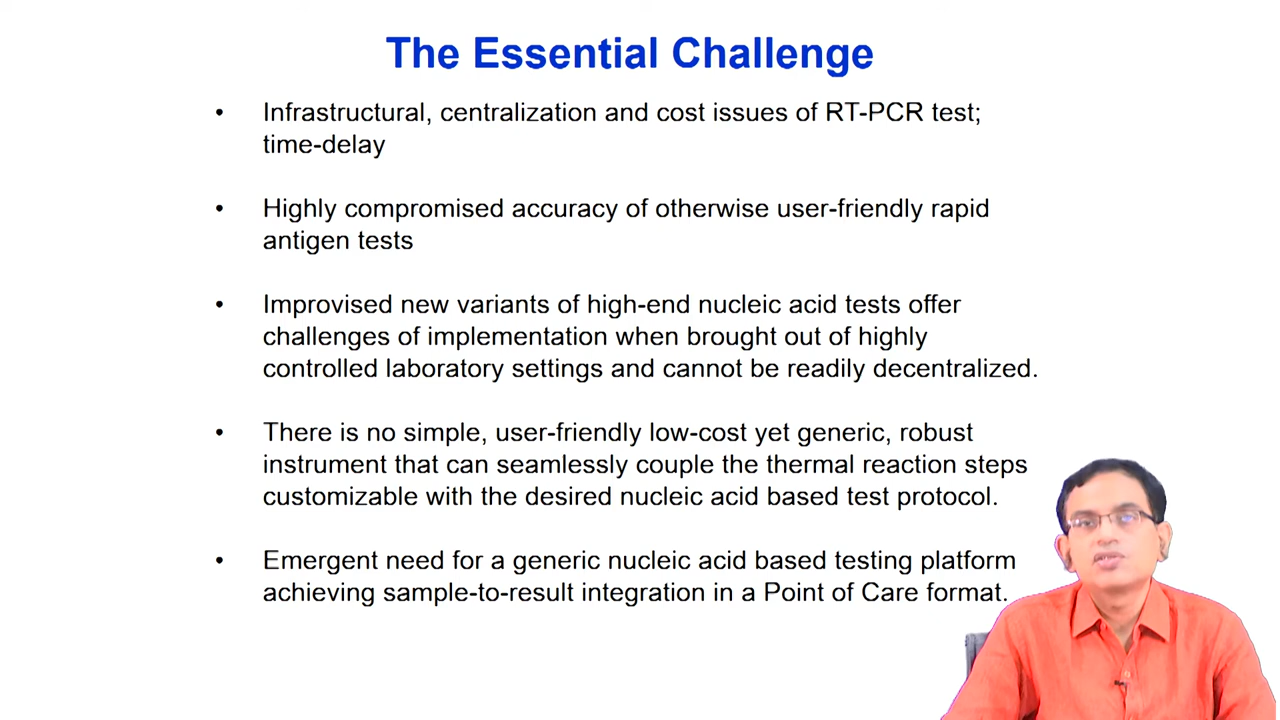 The Essential Challenge
• Infrastructural, centralization and cost issues of RT-PCR test;
time-delay
• Highly compromised accuracy of otherwise user-friendly rapid
antigen tests
• Improvised new variants of high-end nucleic acid tests offer
challenges of implementation when brought out of highly
controlled laboratory settings and cannot be readily decentralized.
• There is no simple, user-friendly low-cost yet generic, robust
instrument that can seamlessly couple the thermal reaction steps
customizable with the desired nucleic acid based test protocol.
• Emergent need for a generic nucleic acid based testing platform
achieving sample-to-result integration in a Point of Care format.